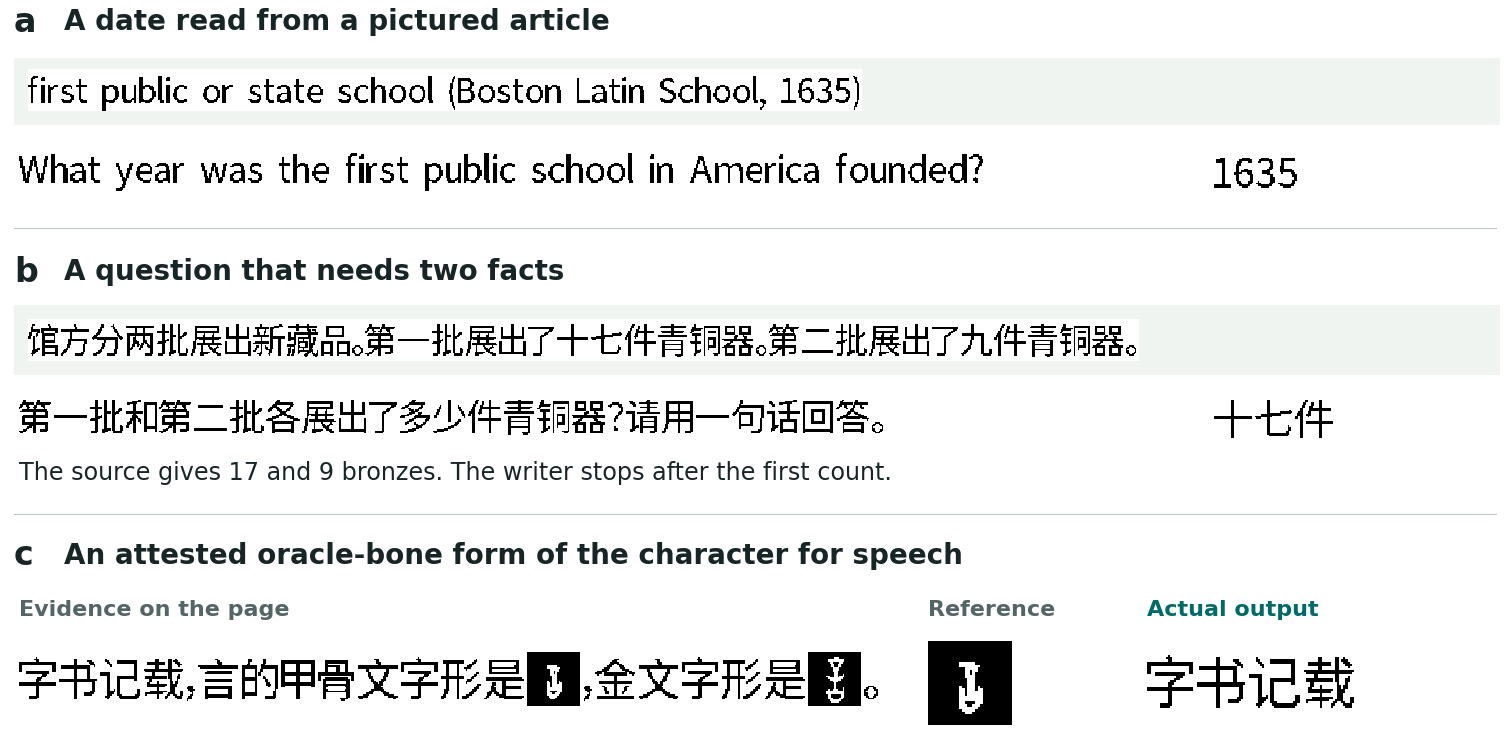 a A date read from a pictured article
first public or state school (Boston Latin School, 1635)
What year was the first public school in America founded? 1635
b A question that needs two facts
馆方分两批展出新藏品。第一批展出了十七件青铜器。第二批展出了九件青铜器。
第一批和第二批各展出了多少件青铜器?请用一句话回答。 十七件
The source gives 17 and 9 bronzes. The writer stops after the first count.
c An attested oracle-bone form of the character for speech
Evidence on the page Reference Actual output
字书记载,言的甲骨文字形是,金文字形是。 字书记载